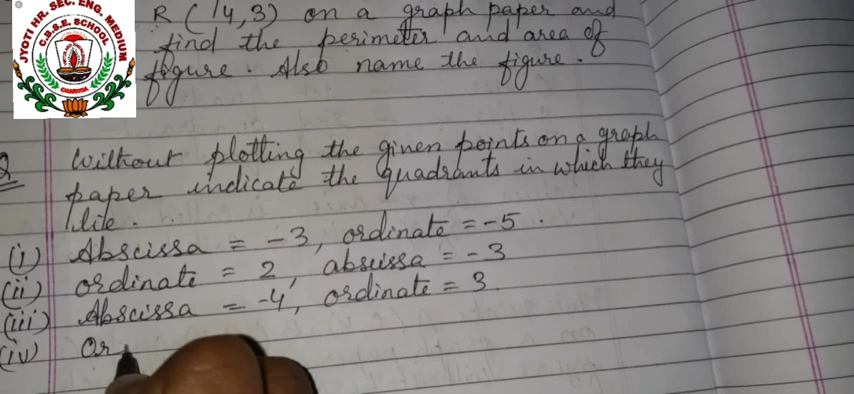 JYOTI HR. SEC. ENG. MEDIUM
C.B.S.E. SCHOOL
CHARODA
R (4,3) on a graph paper and
find the perimeter and area of
figure. Also name the figure.
Q Without plotting the given points on a graph
paper indicate the quadrants in which they
lie.
(i) Abscissa = -3, ordinate = -5.
(ii) ordinate = 2, abscissa = -3
(iii) Abscissa = -4, ordinate = 3.
(iv) Or